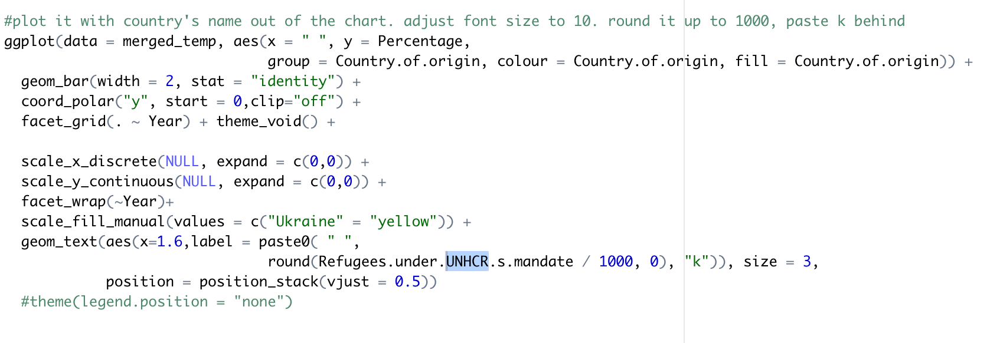 #plot it with country's name out of the chart. adjust font size to 10. round it up to 1000, paste k behind
ggplot(data = merged_temp, aes(x = " ", y = Percentage,
group = Country.of.origin, colour = Country.of.origin, fill = Country.of.origin)) +
geom_bar(width = 2, stat = "identity") +
coord_polar("y", start = 0,clip="off") +
facet_grid(. ~ Year) + theme_void() +
scale_x_discrete(NULL, expand = c(0,0)) +
scale_y_continuous(NULL, expand = c(0,0)) +
facet_wrap(~Year)+
scale_fill_manual(values = c("Ukraine" = "yellow")) +
geom_text(aes(x=1.6,label = paste0( " ",
round(Refugees.under.UNHCR.s.mandate / 1000, 0), "k")), size = 3,
position = position_stack(vjust = 0.5))
#theme(legend.position = "none")